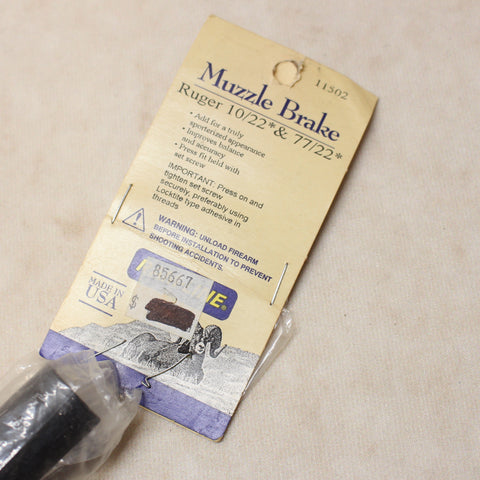 11502
Muzzle Brake
Ruger 10/22* & 77/22*
• Add for a truly
sporterized appearance
• Improves balance
and accuracy
• Press fit held with
set screw
IMPORTANT: Press on and
tighten set screw
securely, preferably using
Locktite type adhesive in
threads
WARNING: UNLOAD FIREARM
BEFORE INSTALLATION TO PREVENT
SHOOTING ACCIDENTS.
85667
$
MADE IN
USA